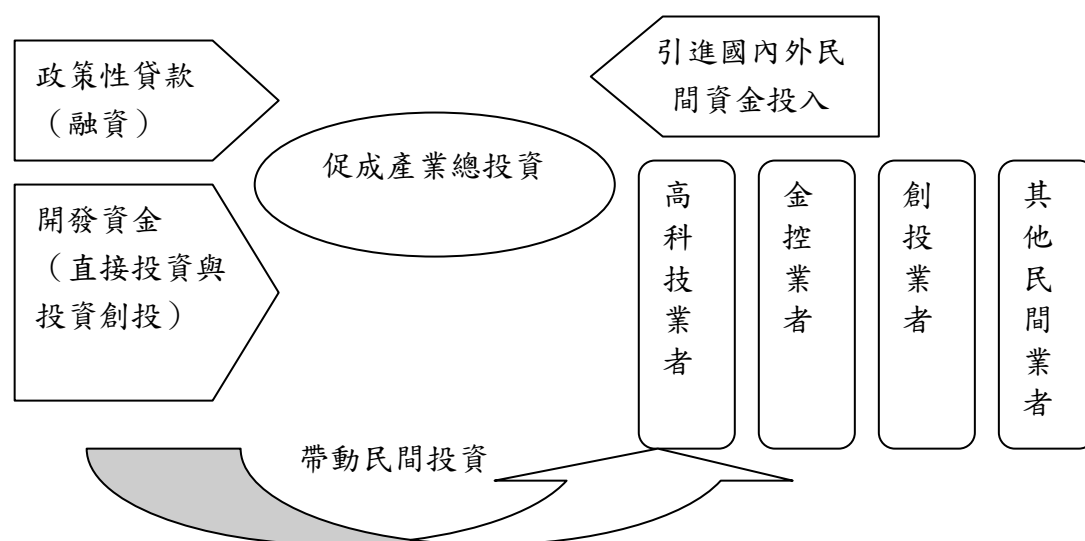 政策性貸款
（融資）
引進國內外民
間資金投入
促成產業總投資
開發資金
（直接投資與
投資創投）
高科技業者
金控業者
創投業者
其他民間業者
帶動民間投資